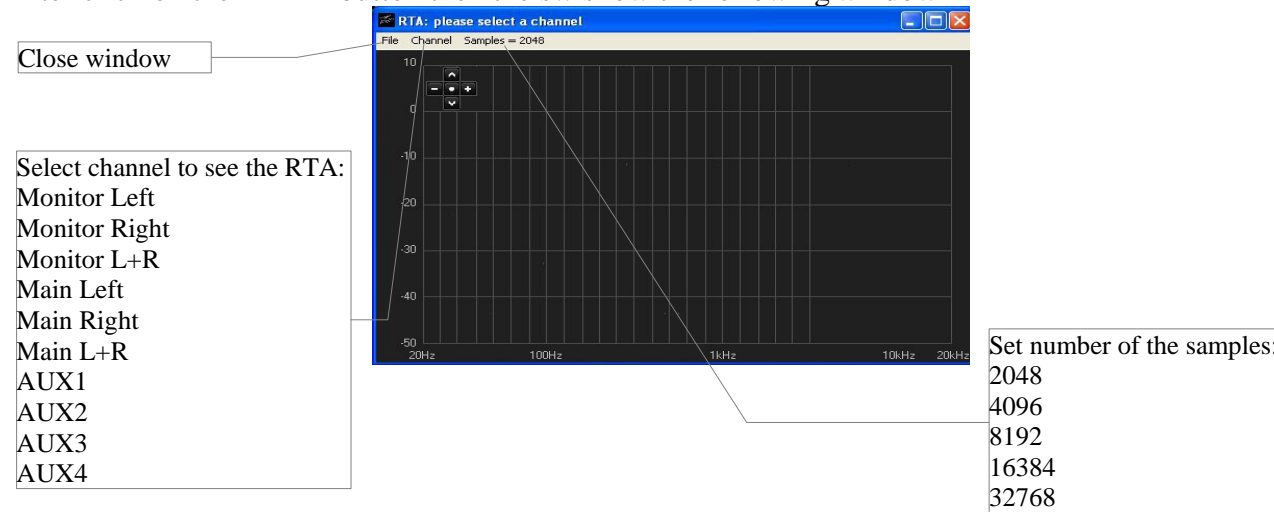 RTA: please select a channel
File Channel Samples = 2048
Close window
10
0
-10
-20
-30
-40
-50
20Hz 100Hz 1kHz 10kHz 20kHz
Select channel to see the RTA:
Monitor Left
Monitor Right
Monitor L+R
Main Left
Main Right
Main L+R
AUX1
AUX2
AUX3
AUX4
Set number of the samples:
2048
4096
8192
16384
32768